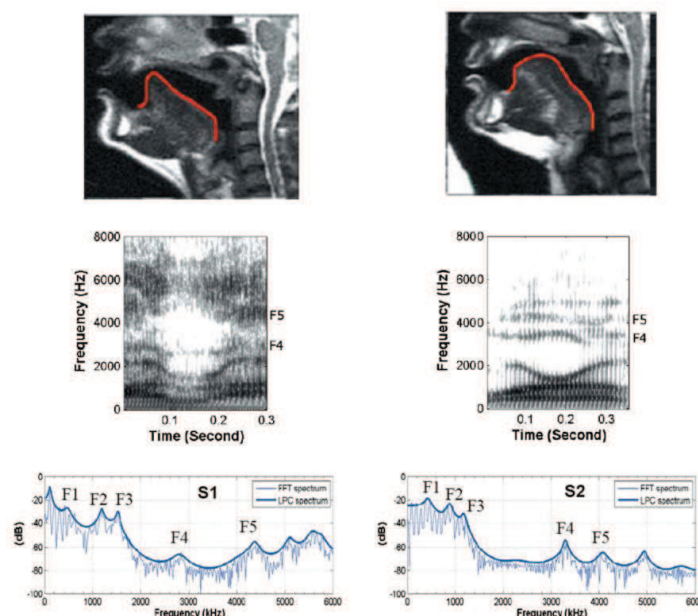 8000
6000
4000
2000
0
Frequency (Hz)
F5
F4
0.1 0.2 0.3
Time (Second)
8000
6000
4000
2000
0
Frequency (Hz)
F5
F4
0.1 0.2 0.3
Time (Second)
0
-20
-40
-60
-80
-100
(dB)
F1 F2 F3 F4 F5
S1
FFT spectrum
LPC spectrum
0 1000 2000 3000 4000 5000 6000
Frequency (kHz)
0
-20
-40
-60
-80
-100
(dB)
F1 F2 F3 F4 F5
S2
FFT spectrum
LPC spectrum
0 1000 2000 3000 4000 5000 6000
Frequency (kHz)